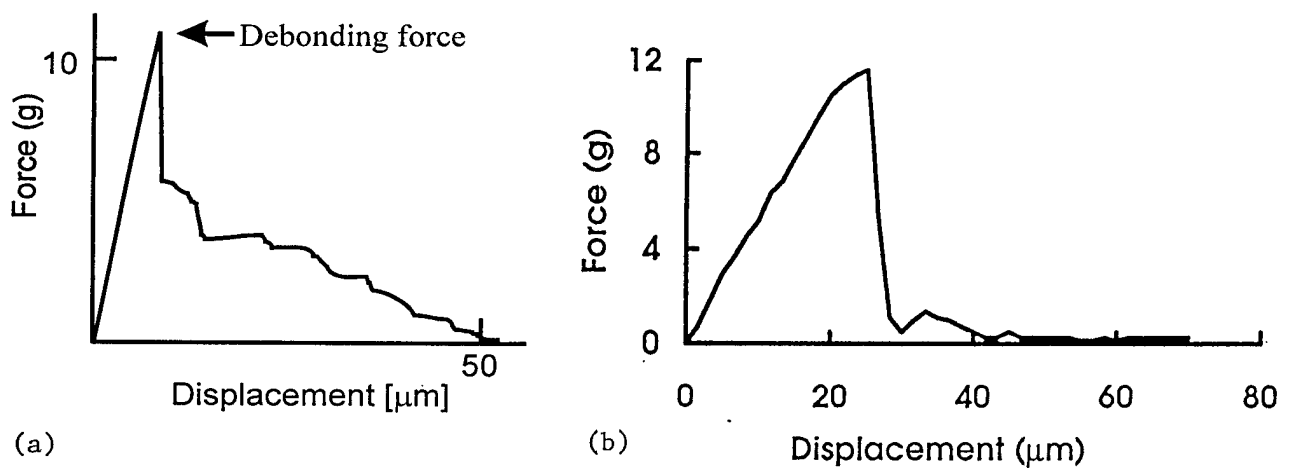 Debonding force
10
Force (g)
50
Displacement [μm]
(a)
12
8
4
0
Force (g)
0 20 40 60 80
Displacement (μm)
(b)